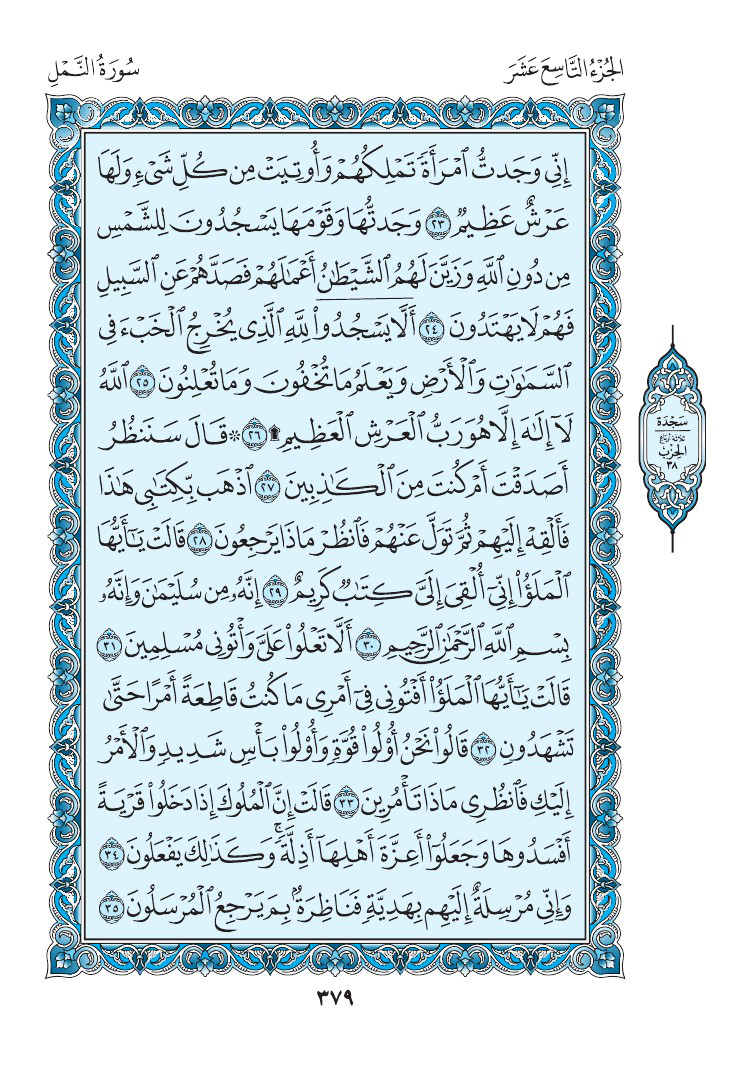 الجُزْءُ التَّاسِعَ عَشَرَ
سُورَةُ النَّمْلِ
إِنِّي وَجَدتُّ ٱمْرَأَةً تَمْلِكُهُمْ وَأُوتِيَتْ مِن كُلِّ شَىْءٍ وَلَهَا
عَرْشٌ عَظِيمٌ ٢٣ وَجَدتُّهَا وَقَوْمَهَا يَسْجُدُونَ لِلشَّمْسِ
مِن دُونِ ٱللَّهِ وَزَيَّنَ لَهُمُ ٱلشَّيْطَٰنُ أَعْمَٰلَهُمْ فَصَدَّهُمْ عَنِ ٱلسَّبِيلِ
فَهُمْ لَا يَهْتَدُونَ ٢٤ أَلَّا يَسْجُدُواْ لِلَّهِ ٱلَّذِى يُخْرِجُ ٱلْخَبْءَ فِى
ٱلسَّمَٰوَٰتِ وَٱلْأَرْضِ وَيَعْلَمُ مَا تُخْفُونَ وَمَا تُعْلِنُونَ ٢٥ ٱللَّهُ
لَآ إِلَٰهَ إِلَّا هُوَ رَبُّ ٱلْعَرْشِ ٱلْعَظِيمِ ۩ ٢٦ ۞ قَالَ سَنَنظُرُ
أَصَدَقْتَ أَمْ كُنتَ مِنَ ٱلْكَٰذِبِينَ ٢٧ ٱذْهَب بِّكِتَٰبِى هَٰذَا
فَأَلْقِهْ إِلَيْهِمْ ثُمَّ تَوَلَّ عَنْهُمْ فَٱنظُرْ مَاذَا يَرْجِعُونَ ٢٨ قَالَتْ يَٰٓأَيُّهَا
ٱلْمَلَؤُاْ إِنِّىٓ أُلْقِىَ إِلَىَّ كِتَٰبٌ كَرِيمٌ ٢٩ إِنَّهُۥ مِن سُلَيْمَٰنَ وَإِنَّهُۥ
بِسْمِ ٱللَّهِ ٱلرَّحْمَٰنِ ٱلرَّحِيمِ ٣٠ أَلَّا تَعْلُواْ عَلَىَّ وَأْتُونِى مُسْلِمِينَ ٣١
قَالَتْ يَٰٓأَيُّهَا ٱلْمَلَؤُاْ أَفْتُونِى فِىٓ أَمْرِى مَا كُنتُ قَاطِعَةً أَمْرًا حَتَّىٰ
تَشْهَدُونِ ٣٢ قَالُواْ نَحْنُ أُوْلُواْ قُوَّةٍ وَأُوْلُواْ بَأْسٍ شَدِيدٍ وَٱلْأَمْرُ
إِلَيْكِ فَٱنظُرِى مَاذَا تَأْمُرِينَ ٣٣ قَالَتْ إِنَّ ٱلْمُلُوكَ إِذَا دَخَلُواْ قَرْيَةً
أَفْسَدُوهَا وَجَعَلُوٓاْ أَعِزَّةَ أَهْلِهَآ أَذِلَّةً ۖ وَكَذَٰلِكَ يَفْعَلُونَ ٣٤
وَإِنِّى مُرْسِلَةٌ إِلَيْهِم بِهَدِيَّةٍ فَنَاظِرَةٌۢ بِمَ يَرْجِعُ ٱلْمُرْسَلُونَ ٣٥
سَجْدَة
ثلاثة أرباع
الحِزْب
٣٨
٣٧٩